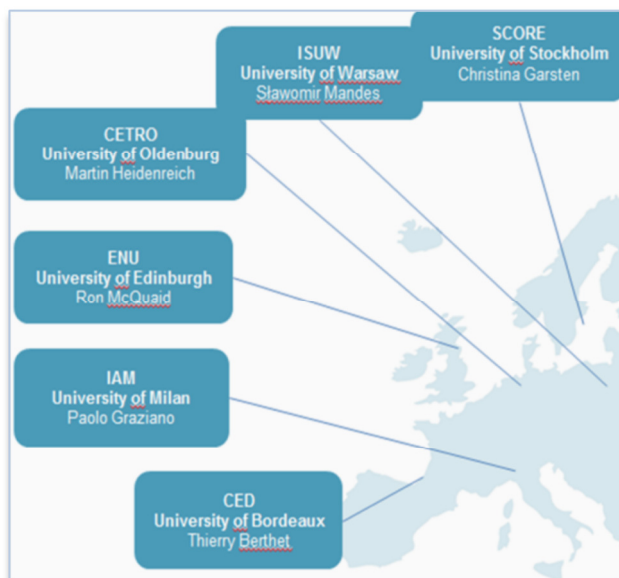 SCORE
University of Stockholm
Christina Garsten
ISUW
University of Warsaw
Sławomir Mandes
CETRO
University of Oldenburg
Martin Heidenreich
ENU
University of Edinburgh
Ron McQuaid
IAM
University of Milan
Paolo Graziano
CED
University of Bordeaux
Thierry Berthet